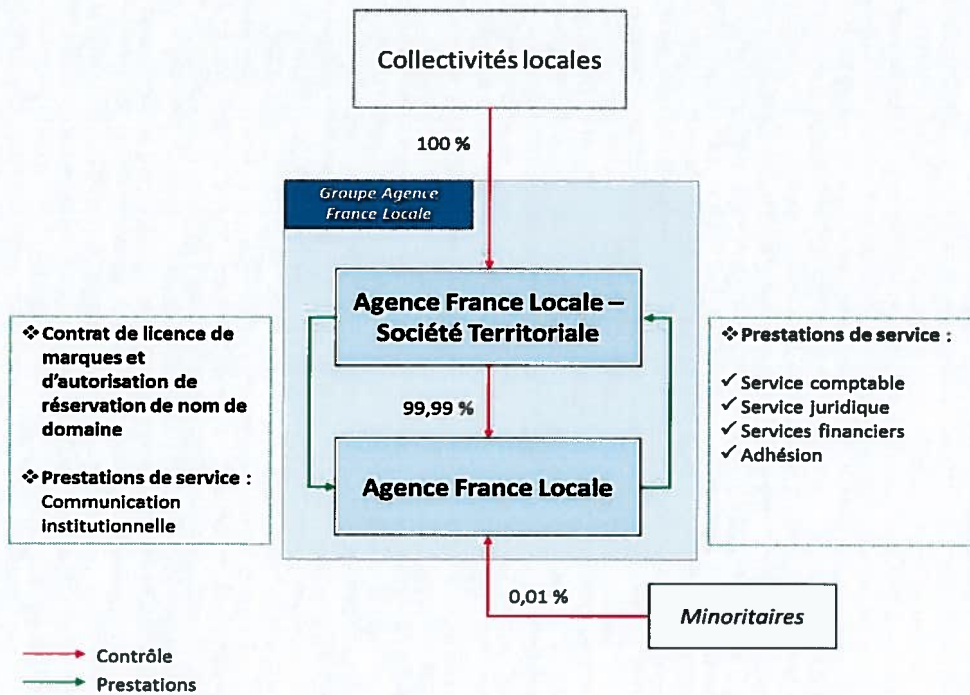 Collectivités locales
100 %
Groupe Agence
France Locale
Agence France Locale –
Société Territoriale
❖ Contrat de licence de
marques et
d'autorisation de
réservation de nom de
domaine
❖ Prestations de service :
Communication
institutionnelle
99,99 %
Agence France Locale
❖ Prestations de service :
✓ Service comptable
✓ Service juridique
✓ Services financiers
✓ Adhésion
0,01 %
Minoritaires
Contrôle
Prestations